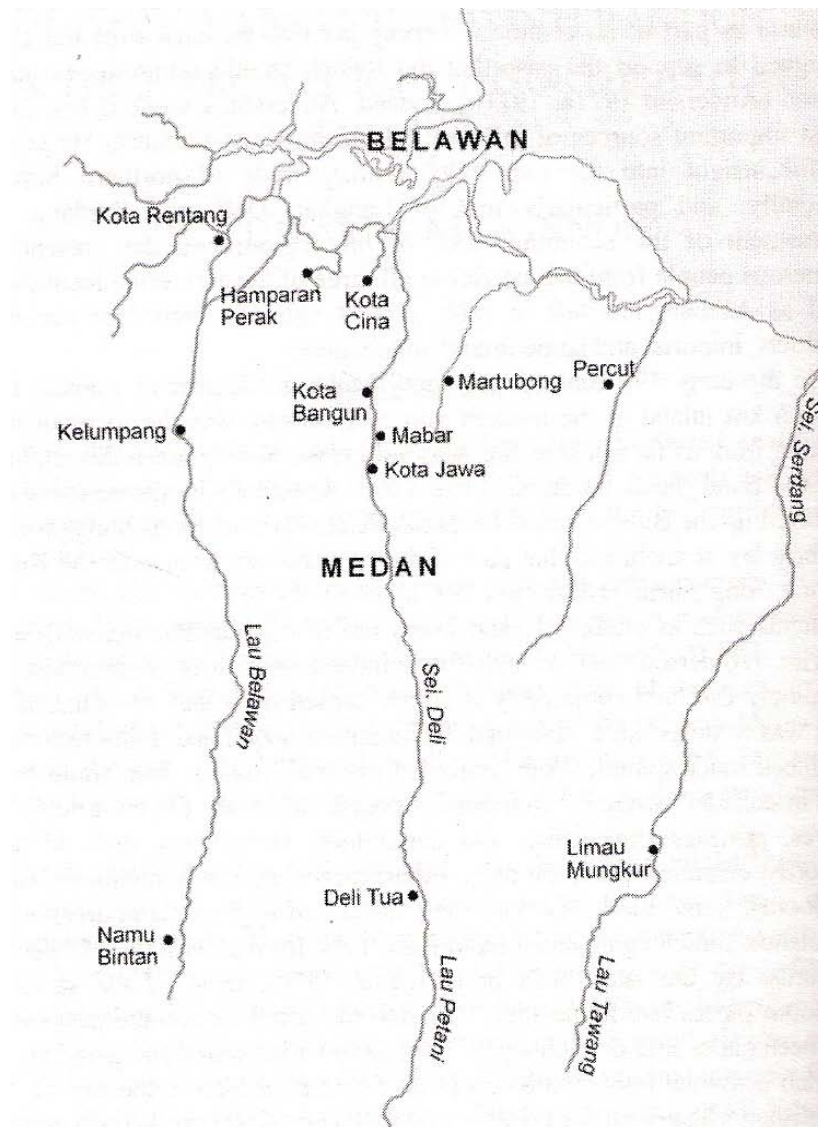 BELAWAN
Kota Rentang
Hamparan
Perak
Kota
Cina
Kota
Bangun
Martubong
Percut
Sei. Serdang
Kelumpang
Mabar
Kota Jawa
MEDAN
Lau Belawan
Sei. Deli
Limau
Mungkur
Deli Tua
Namu
Bintan
Lau Petani
Lau Tawang